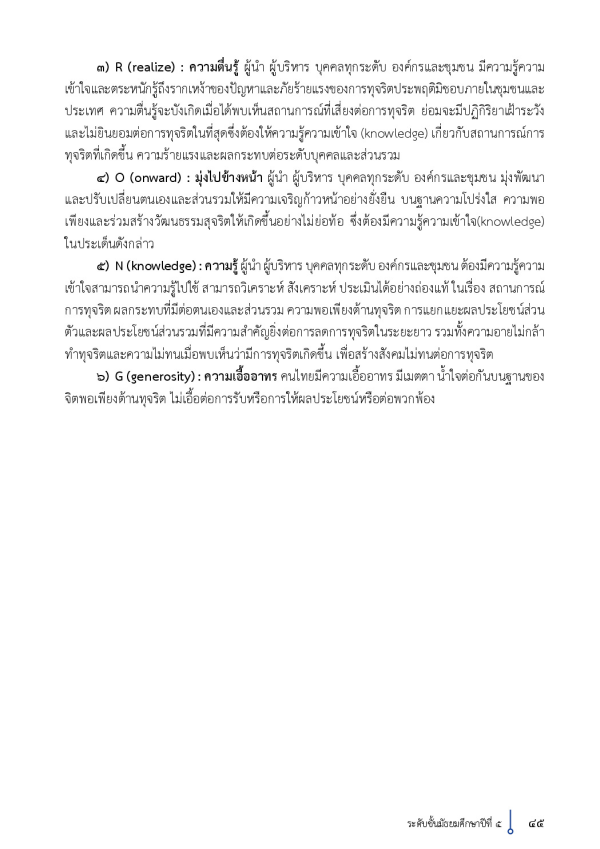 ๓) R (realize) : ความตื่นรู้ ผู้นำ ผู้บริหาร บุคคลทุกระดับ องค์กรและชุมชน มีความรู้ความ
เข้าใจและตระหนักรู้ถึงรากเหง้าของปัญหาและภัยร้ายแรงของการทุจริตประพฤติมิชอบภายในชุมชนและ
ประเทศ ความตื่นรู้จะบังเกิดเมื่อได้พบเห็นสถานการณ์ที่เสี่ยงต่อการทุจริต ย่อมจะมีปฏิกิริยาเฝ้าระวัง
และไม่ยินยอมต่อการทุจริตในที่สุดซึ่งต้องให้ความรู้ความเข้าใจ (knowledge) เกี่ยวกับสถานการณ์การ
ทุจริตที่เกิดขึ้น ความร้ายแรงและผลกระทบต่อระดับบุคคลและส่วนรวม
๔) O (onward) : มุ่งไปข้างหน้า ผู้นำ ผู้บริหาร บุคคลทุกระดับ องค์กรและชุมชน มุ่งพัฒนา
และปรับเปลี่ยนตนเองและส่วนรวมให้มีความเจริญก้าวหน้าอย่างยั่งยืน บนฐานความโปร่งใส ความพอ
เพียงและร่วมสร้างวัฒนธรรมสุจริตให้เกิดขึ้นอย่างไม่ย่อท้อ ซึ่งต้องมีความรู้ความเข้าใจ(knowledge)
ในประเด็นดังกล่าว
๕) N (knowledge) : ความรู้ ผู้นำ ผู้บริหาร บุคคลทุกระดับ องค์กรและชุมชน ต้องมีความรู้ความ
เข้าใจสามารถนำความรู้ไปใช้ สามารถวิเคราะห์ สังเคราะห์ ประเมินได้อย่างถ่องแท้ ในเรื่อง สถานการณ์
การทุจริต ผลกระทบที่มีต่อตนเองและส่วนรวม ความพอเพียงต้านทุจริต การแยกแยะผลประโยชน์ส่วน
ตัวและผลประโยชน์ส่วนรวมที่มีความสำคัญยิ่งต่อการลดการทุจริตในระยะยาว รวมทั้งความอายไม่กล้า
ทำทุจริตและความไม่ทนเมื่อพบเห็นว่ามีการทุจริตเกิดขึ้น เพื่อสร้างสังคมไม่ทนต่อการทุจริต
๖) G (generosity) : ความเอื้ออาทร คนไทยมีความเอื้ออาทร มีเมตตา น้ำใจต่อกันบนฐานของ
จิตพอเพียงต้านทุจริต ไม่เอื้อต่อการรับหรือการให้ผลประโยชน์หรือต่อพวกพ้อง
ระดับชั้นมัธยมศึกษาปีที่ ๕ ๔๕